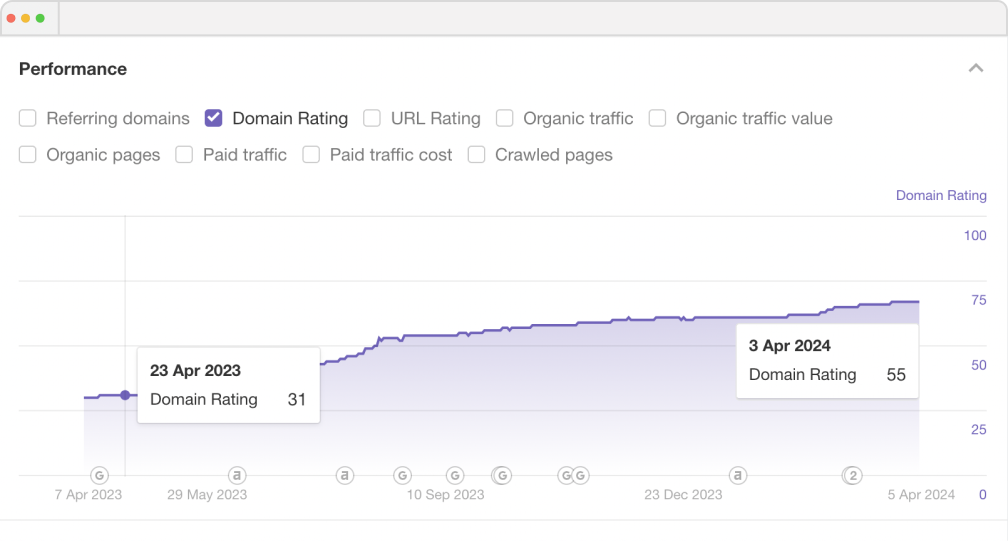 Performance
Referring domains Domain Rating URL Rating Organic traffic Organic traffic value
Organic pages Paid traffic Paid traffic cost Crawled pages
Domain Rating
100
75
3 Apr 2024
Domain Rating 55
50
23 Apr 2023
Domain Rating 31
25
G a a G G G G G a 2
7 Apr 2023 29 May 2023 10 Sep 2023 23 Dec 2023 5 Apr 2024 0